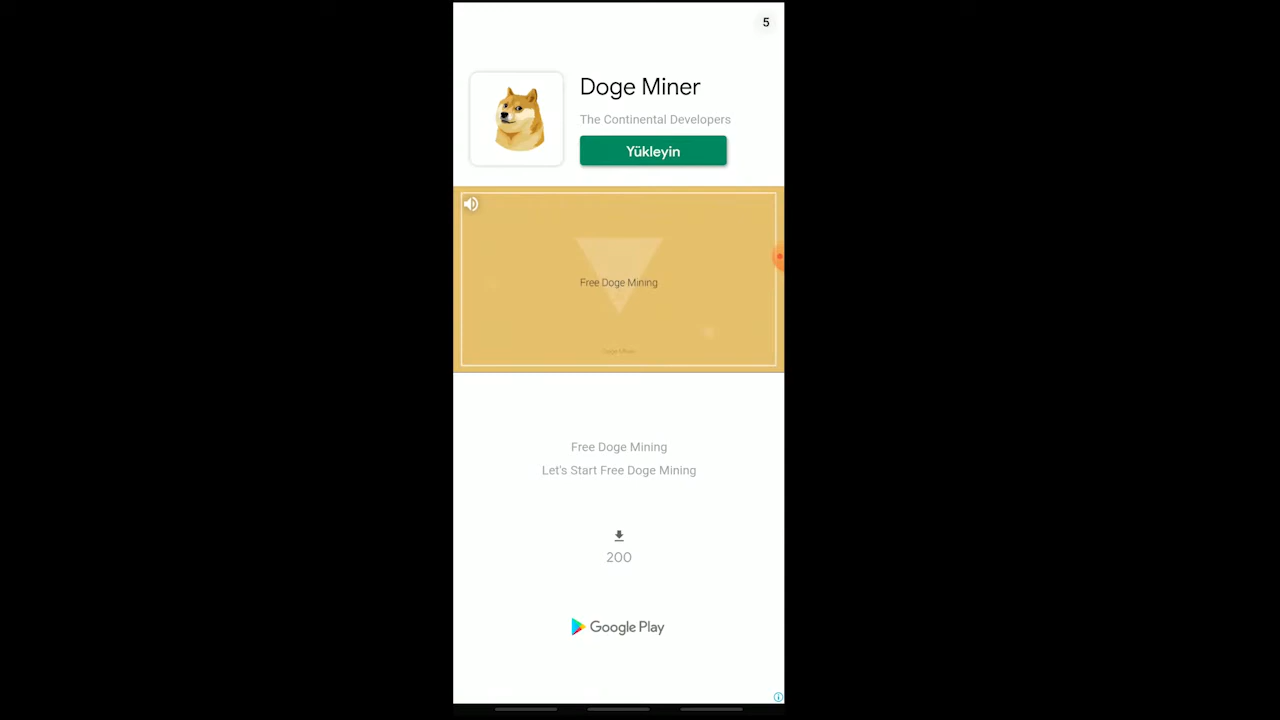 5
Doge Miner
The Continental Developers
Yükleyin
Free Doge Mining
Free Doge Mining
Let's Start Free Doge Mining
200
Google Play